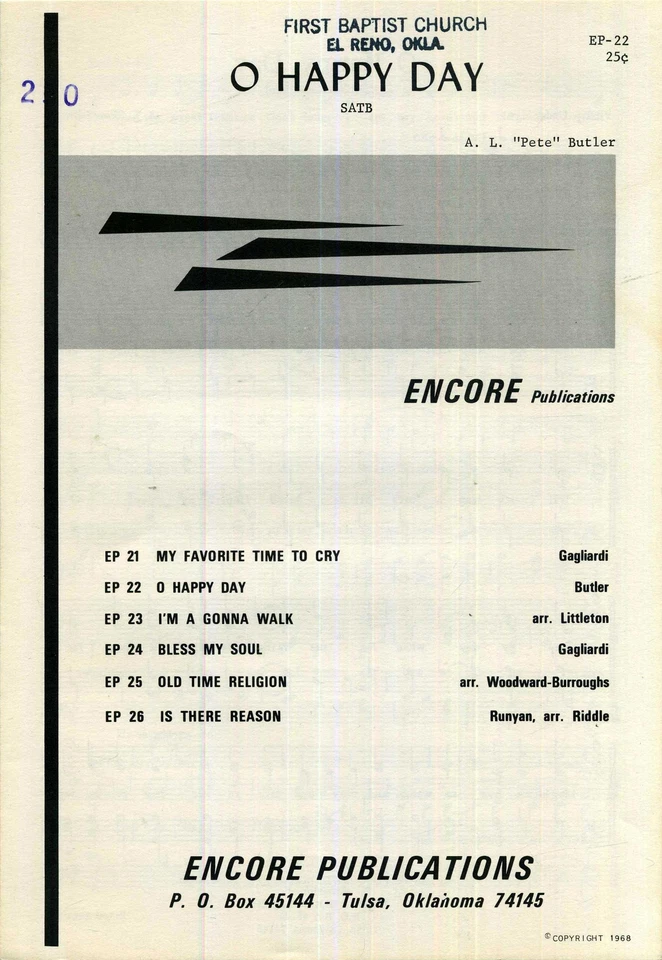 FIRST BAPTIST CHURCH
EL RENO, OKLA.
EP-22
25¢
O HAPPY DAY
2 0
SATB
A. L. "Pete" Butler
ENCORE Publications
EP 21 MY FAVORITE TIME TO CRY Gagliardi
EP 22 O HAPPY DAY Butler
EP 23 I'M A GONNA WALK arr. Littleton
EP 24 BLESS MY SOUL Gagliardi
EP 25 OLD TIME RELIGION arr. Woodward-Burroughs
EP 26 IS THERE REASON Runyan, arr. Riddle
ENCORE PUBLICATIONS
P. O. Box 45144 - Tulsa, Oklahoma 74145
©COPYRIGHT 1968